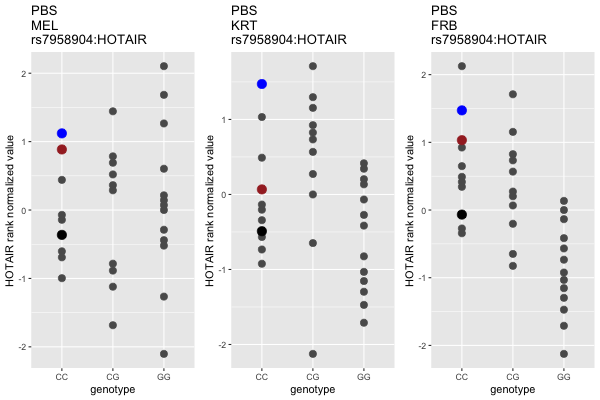 PBS
MEL
rs7958904:HOTAIR
HOTAIR rank normalized value
2
1
0
-1
-2
CC CG GG
genotype
PBS
KRT
rs7958904:HOTAIR
HOTAIR rank normalized value
1
0
-1
-2
CC CG GG
genotype
PBS
FRB
rs7958904:HOTAIR
HOTAIR rank normalized value
2
1
0
-1
-2
CC CG GG
genotype